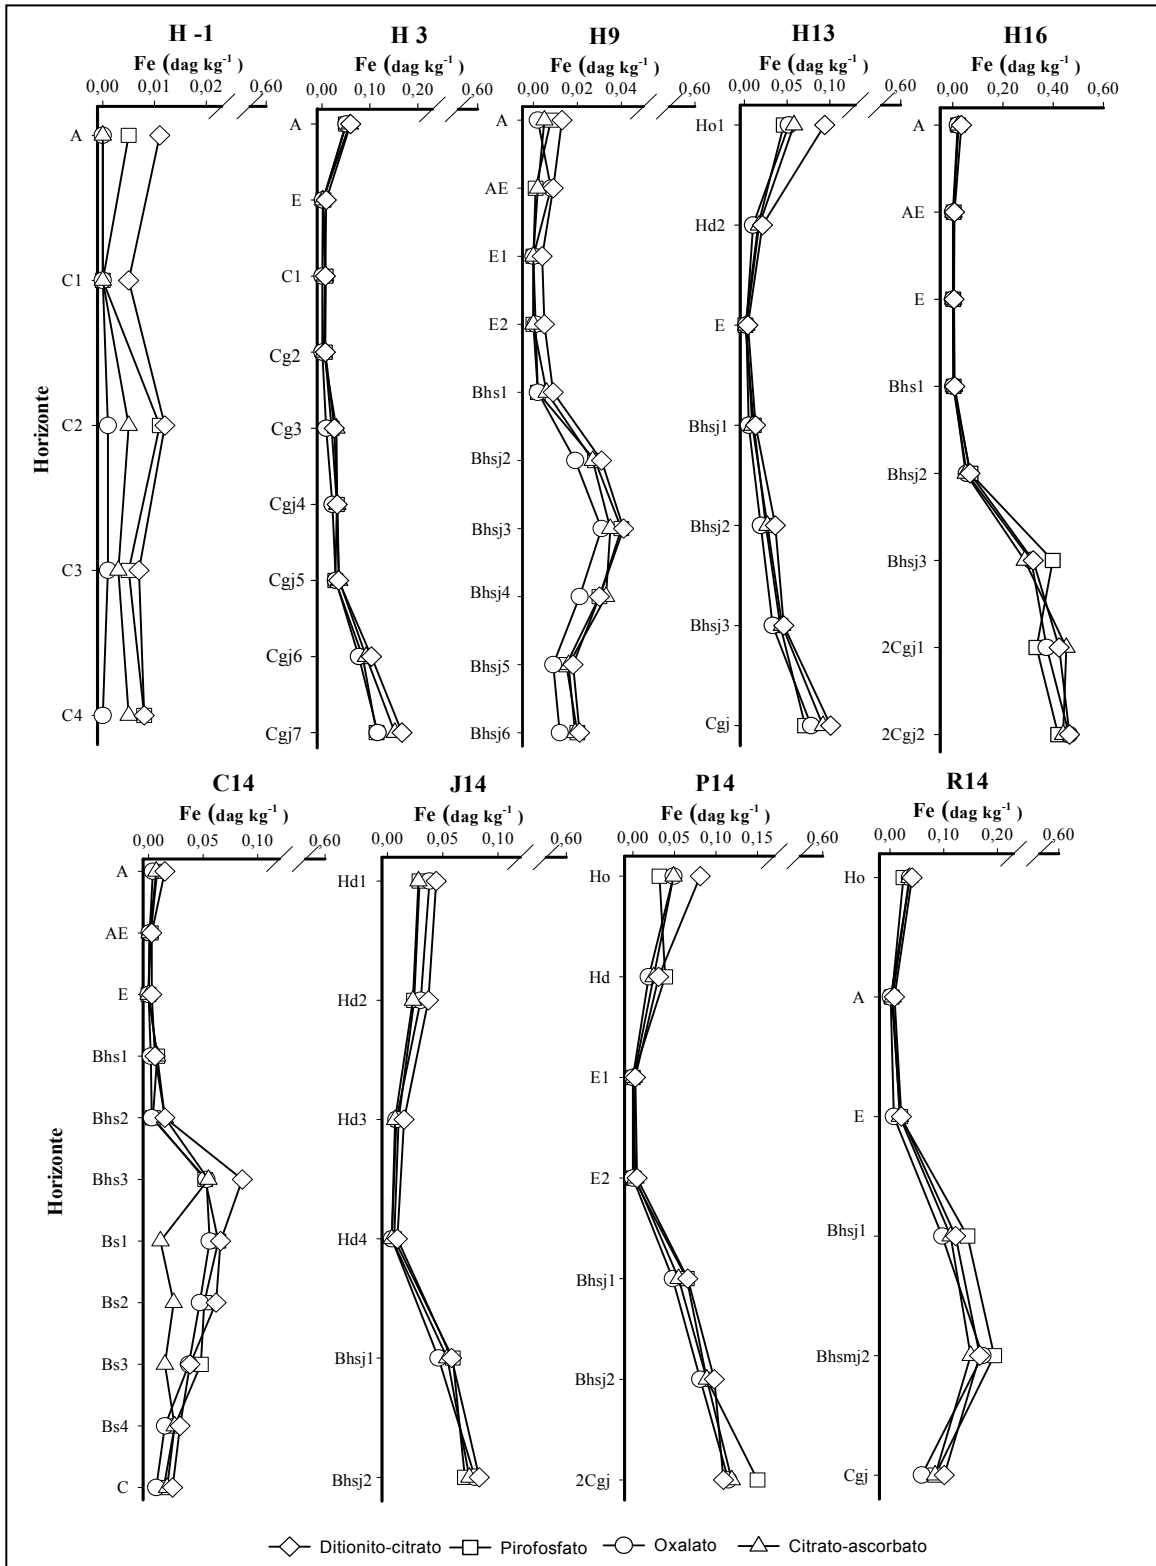 H -1
Fe (dag kg-1 )
0,00 0,01 0,02 0,60
A
C1
C2
C3
C4
H 3
Fe (dag kg-1 )
0,00 0,10 0,20 0,60
A
E
C1
Cg2
Cg3
Cgj4
Cgj5
Cgj6
Cgj7
H9
Fe (dag kg-1 )
0,00 0,02 0,04 0,60
A
AE
E1
E2
Bhs1
Bhsj2
Bhsj3
Bhsj4
Bhsj5
Bhsj6
H13
Fe (dag kg-1 )
0,00 0,05 0,10 0,60
Ho1
Hd2
E
Bhsj1
Bhsj2
Bhsj3
Cgj
H16
Fe (dag kg-1 )
0,00 0,20 0,40 0,60
A
AE
E
Bhs1
Bhsj2
Bhsj3
2Cgj1
2Cgj2
Horizonte
C14
Fe (dag kg-1 )
0,00 0,05 0,10 0,60
A
AE
E
Bhs1
Bhs2
Bhs3
Bs1
Bs2
Bs3
Bs4
C
J14
Fe (dag kg-1 )
0,00 0,05 0,10 0,60
Hd1
Hd2
Hd3
Hd4
Bhsj1
Bhsj2
P14
Fe (dag kg-1 )
0,00 0,05 0,10 0,15 0,60
Ho
Hd
E1
E2
Bhsj1
Bhsj2
2Cgj
R14
Fe (dag kg-1 )
0,00 0,10 0,20 0,60
Ho
A
E
Bhsj1
Bhsmj2
Cgj
Horizonte
Ditionito-citrato Pirofosfato Oxalato Citrato-ascorbato